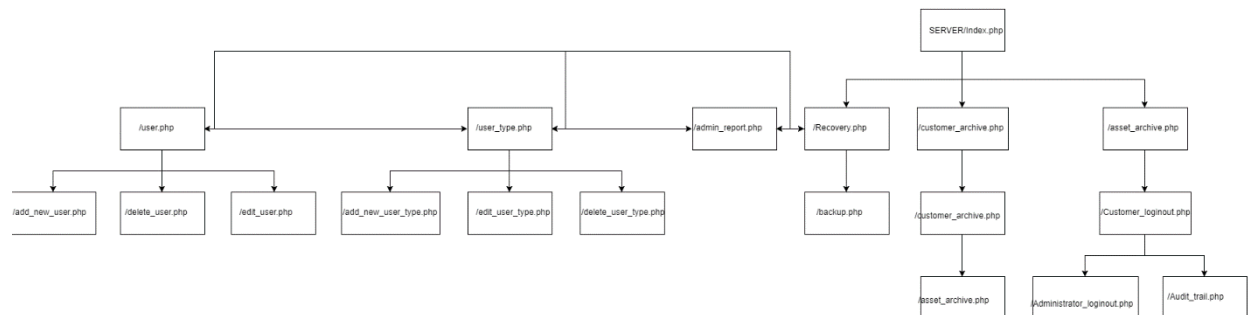 SERVER/Index.php
/user.php
/user_type.php
/admin_report.php
/Recovery.php
/customer_archive.php
/asset_archive.php
/add_new_user.php
/delete_user.php
/edit_user.php
/add_new_user_type.php
/edit_user_type.php
/delete_user_type.php
/backup.php
/customer_archive.php
/Customer_loginout.php
/asset_archive.php
/Administrator_loginout.php
/Audit_trail.php